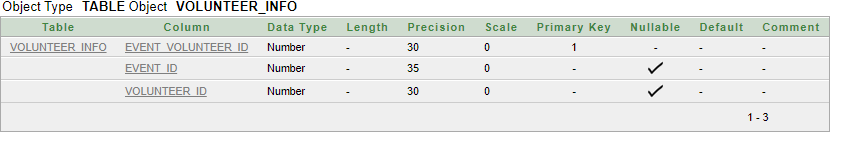 Object Type TABLE Object VOLUNTEER_INFO
Table Column Data Type Length Precision Scale Primary Key Nullable Default Comment
VOLUNTEER_INFO EVENT_VOLUNTEER_ID Number - 30 0 1 - - -
EVENT_ID Number - 35 0 - ✓ - -
VOLUNTEER_ID Number - 30 0 - ✓ - -
1 - 3